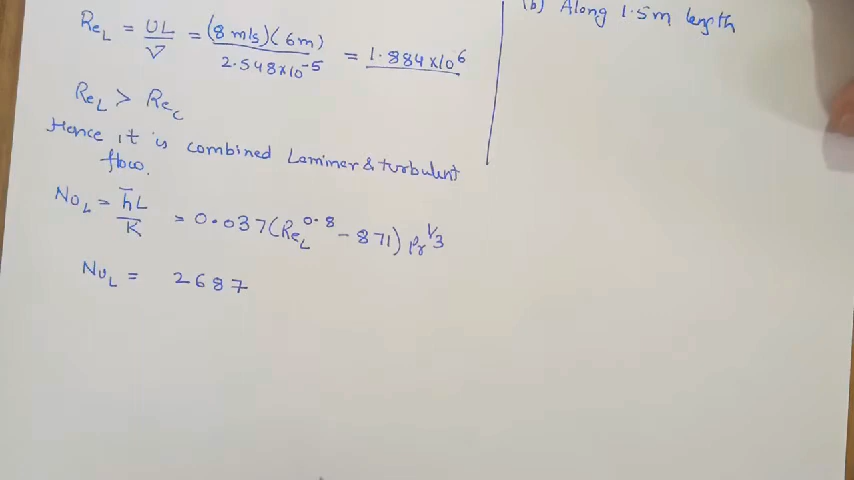 Re_L = UL/ν = (8 m/s)(6m) / 2.548×10^-5 = 1.884×10^6
Re_L > Re_c
Hence it is combined Laminer & turbulent
flow.
Nu_L = h̄L/K = 0.037(Re_L^0.8 - 871) Pr^1/3
Nu_L = 2687
(b) Along 1.5m length